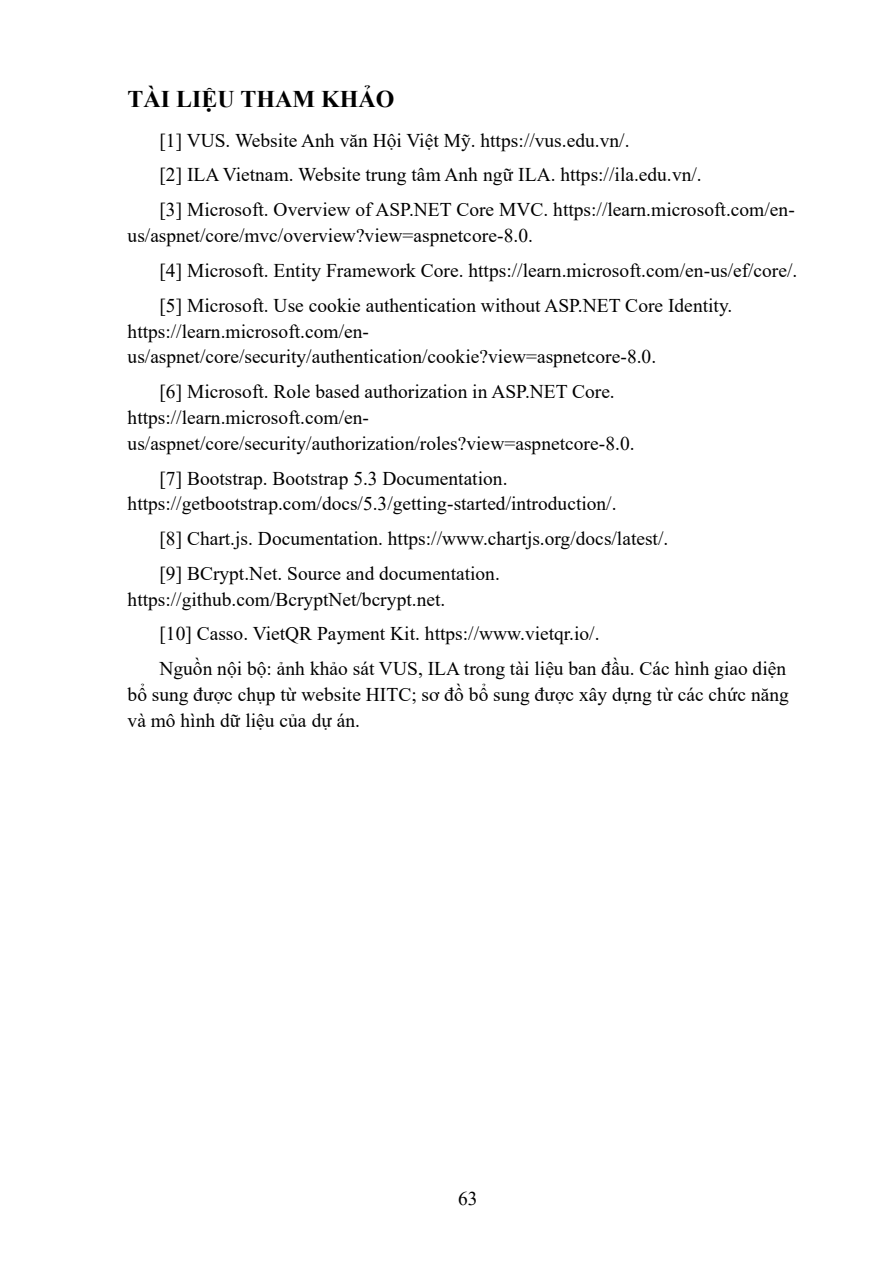 TÀI LIỆU THAM KHẢO
[1] VUS. Website Anh văn Hội Việt Mỹ. https://vus.edu.vn/.
[2] ILA Vietnam. Website trung tâm Anh ngữ ILA. https://ila.edu.vn/.
[3] Microsoft. Overview of ASP.NET Core MVC. https://learn.microsoft.com/en-
us/aspnet/core/mvc/overview?view=aspnetcore-8.0.
[4] Microsoft. Entity Framework Core. https://learn.microsoft.com/en-us/ef/core/.
[5] Microsoft. Use cookie authentication without ASP.NET Core Identity.
https://learn.microsoft.com/en-
us/aspnet/core/security/authentication/cookie?view=aspnetcore-8.0.
[6] Microsoft. Role based authorization in ASP.NET Core.
https://learn.microsoft.com/en-
us/aspnet/core/security/authorization/roles?view=aspnetcore-8.0.
[7] Bootstrap. Bootstrap 5.3 Documentation.
https://getbootstrap.com/docs/5.3/getting-started/introduction/.
[8] Chart.js. Documentation. https://www.chartjs.org/docs/latest/.
[9] BCrypt.Net. Source and documentation.
https://github.com/BcryptNet/bcrypt.net.
[10] Casso. VietQR Payment Kit. https://www.vietqr.io/.
Nguồn nội bộ: ảnh khảo sát VUS, ILA trong tài liệu ban đầu. Các hình giao diện
bổ sung được chụp từ website HITC; sơ đồ bổ sung được xây dựng từ các chức năng
và mô hình dữ liệu của dự án.
63